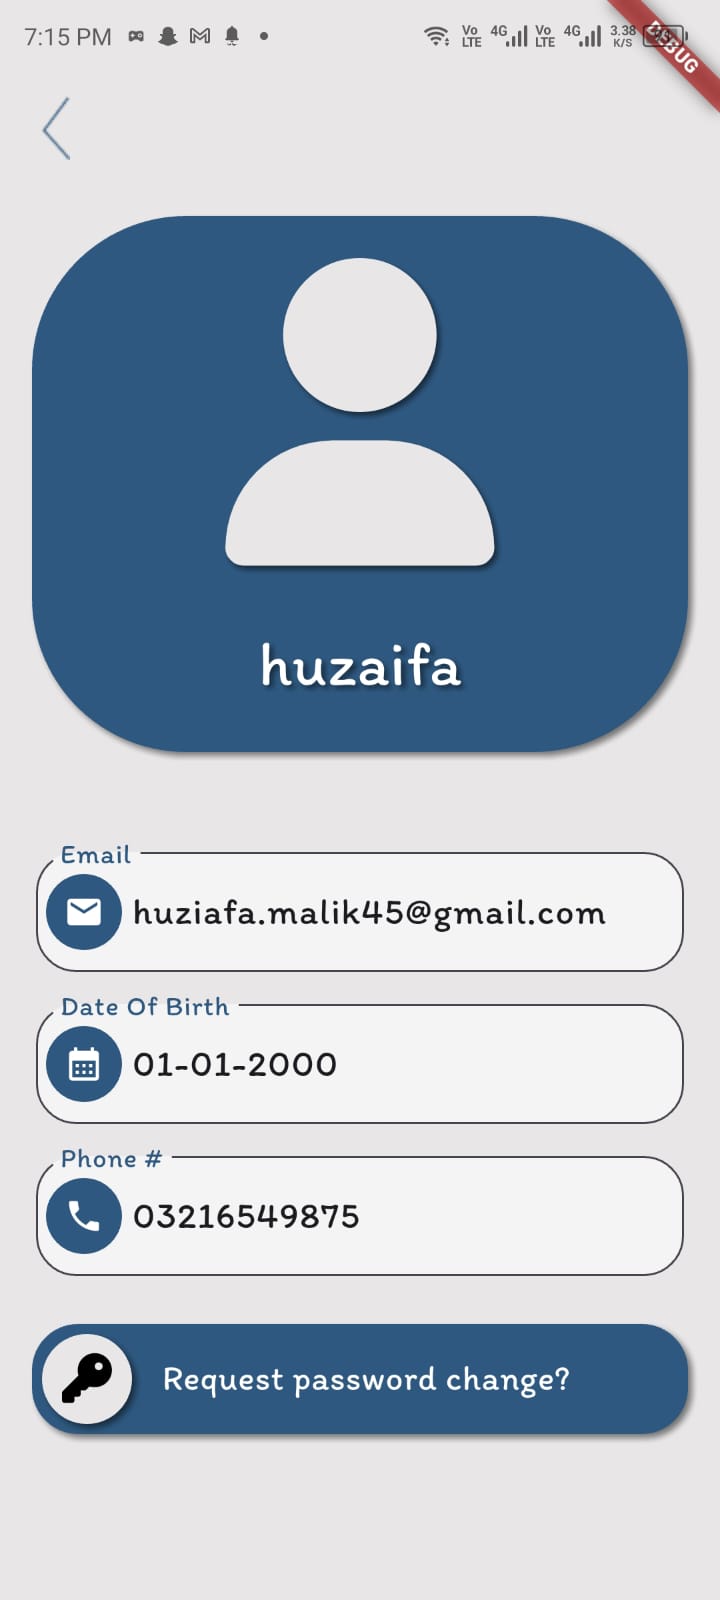 7:15 PM
Vo LTE 4G Vo LTE 4G 3.38 K/S
DEBUG
huzaifa
Email
huziafa.malik45@gmail.com
Date Of Birth
01-01-2000
Phone #
03216549875
Request password change?